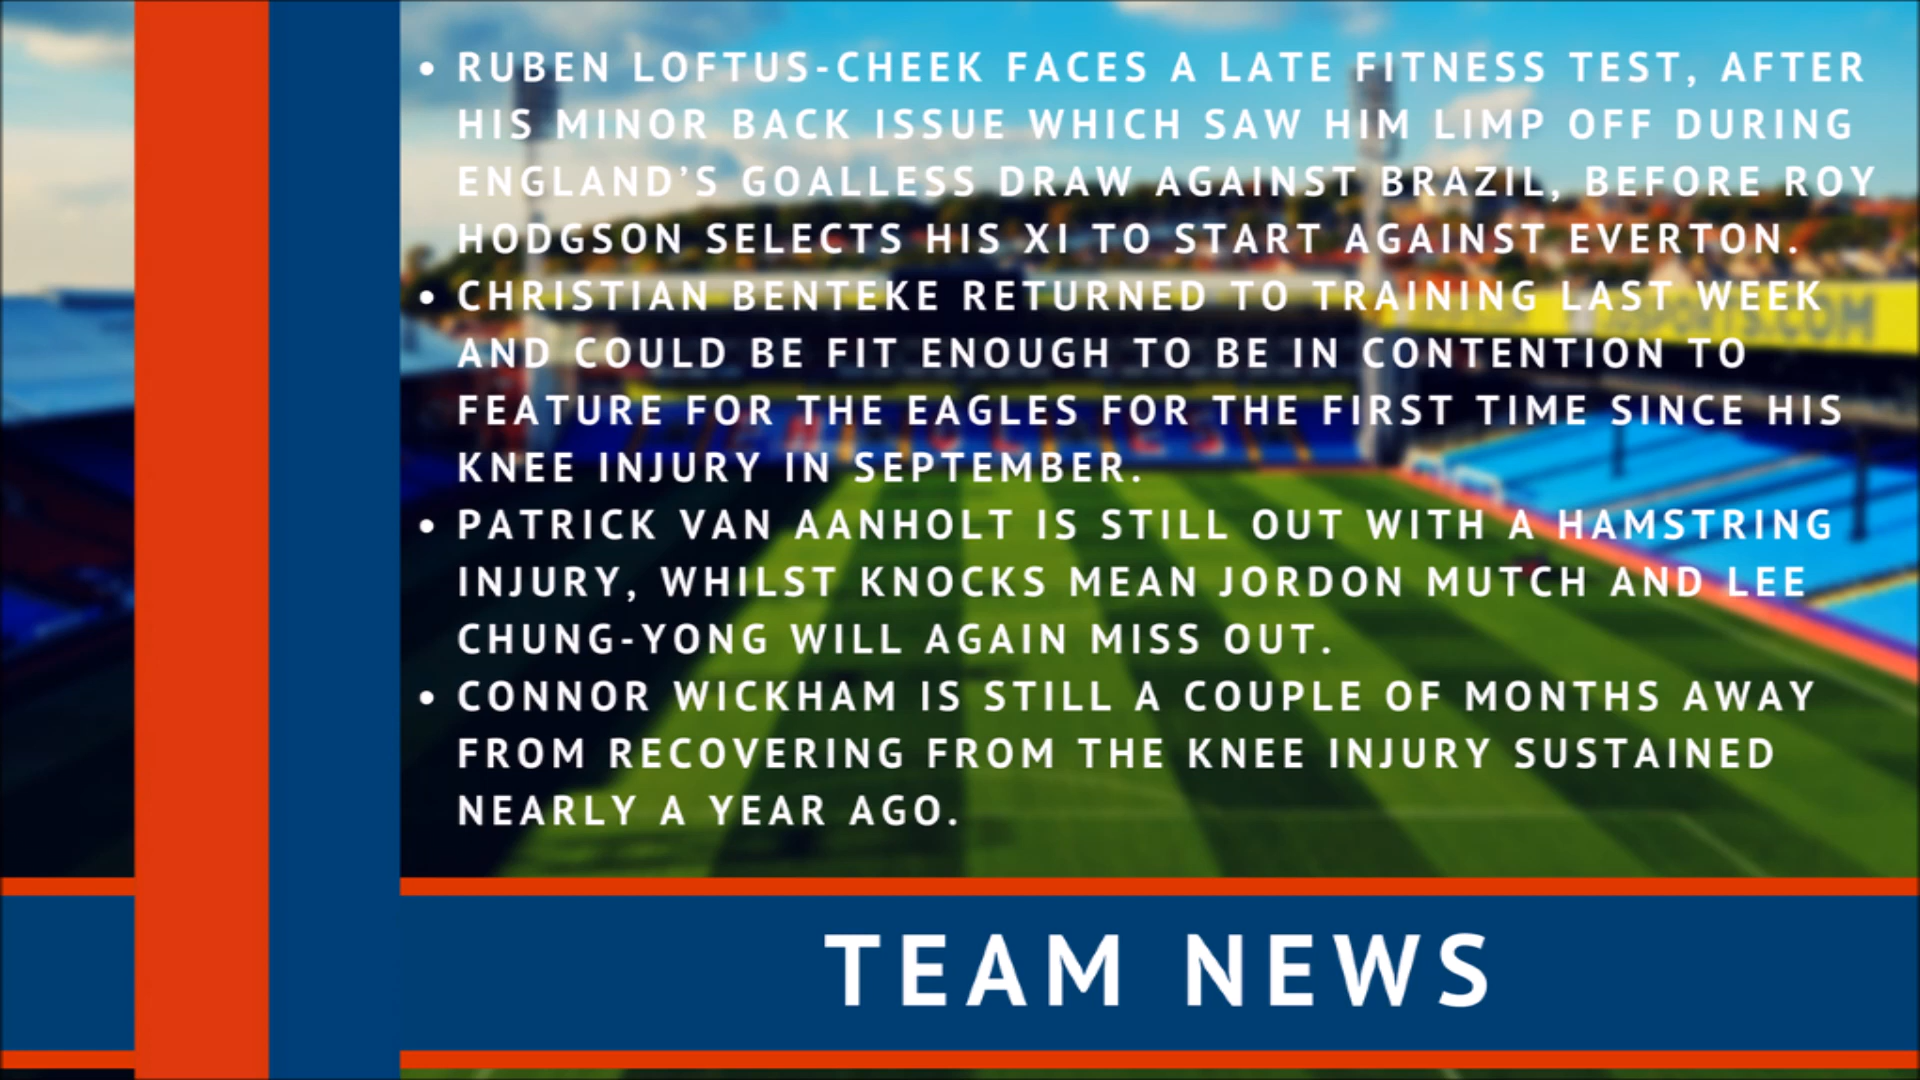 • RUBEN LOFTUS-CHEEK FACES A LATE FITNESS TEST, AFTER
HIS MINOR BACK ISSUE WHICH SAW HIM LIMP OFF DURING
ENGLAND'S GOALLESS DRAW AGAINST BRAZIL, BEFORE ROY
HODGSON SELECTS HIS XI TO START AGAINST EVERTON.
• CHRISTIAN BENTEKE RETURNED TO TRAINING LAST WEEK
AND COULD BE FIT ENOUGH TO BE IN CONTENTION TO
FEATURE FOR THE EAGLES FOR THE FIRST TIME SINCE HIS
KNEE INJURY IN SEPTEMBER.
• PATRICK VAN AANHOLT IS STILL OUT WITH A HAMSTRING
INJURY, WHILST KNOCKS MEAN JORDON MUTCH AND LEE
CHUNG-YONG WILL AGAIN MISS OUT.
• CONNOR WICKHAM IS STILL A COUPLE OF MONTHS AWAY
FROM RECOVERING FROM THE KNEE INJURY SUSTAINED
NEARLY A YEAR AGO.
TEAM NEWS